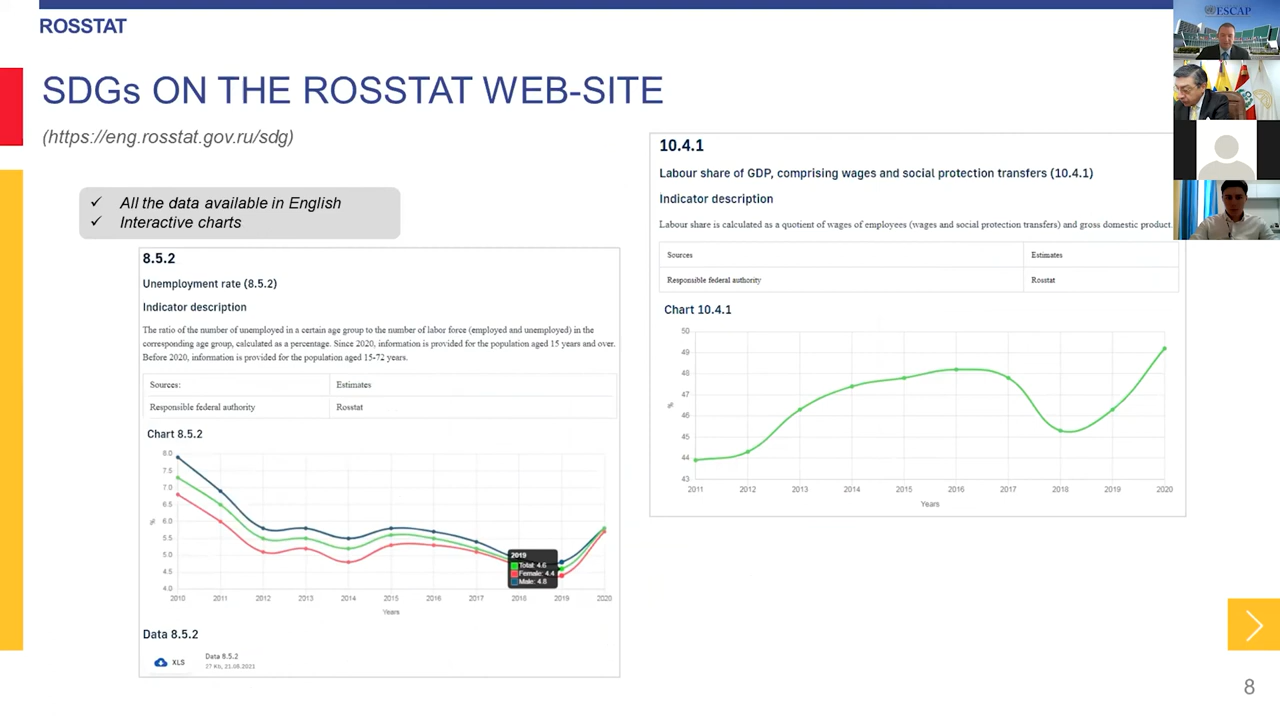 ROSSTAT
ESCAP
SDGs ON THE ROSSTAT WEB-SITE
(https://eng.rosstat.gov.ru/sdg)
✓ All the data available in English
✓ Interactive charts
8.5.2
Unemployment rate (8.5.2)
Indicator description
The ratio of the number of unemployed in a certain age group to the number of labor force (employed and unemployed) in the
corresponding age group, calculated as a percentage. Since 2020, information is provided for the population aged 15 years and over.
Before 2020, information is provided for the population aged 15-72 years.
Sources: Estimates
Responsible federal authority Rosstat
Chart 8.5.2
8.0
7.5
7.0
6.5
6.0
5.5
5.0
4.5
4.0
%
2019
Total: 4.6
Female: 4.4
Male: 4.8
2010 2011 2012 2013 2014 2015 2016 2017 2018 2019 2020
Years
Data 8.5.2
XLS
Data 8.5.2
27 Kb, 21.08.2021
10.4.1
Labour share of GDP, comprising wages and social protection transfers (10.4.1)
Indicator description
Labour share is calculated as a quotient of wages of employees (wages and social protection transfers) and gross domestic product.
Sources Estimates
Responsible federal authority Rosstat
Chart 10.4.1
50
49
48
47
46
45
44
43
%
2011 2012 2013 2014 2015 2016 2017 2018 2019 2020
Years
8